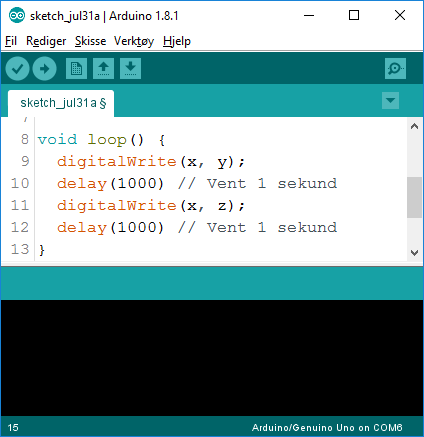 sketch_jul31a | Arduino 1.8.1
Fil Rediger Skisse Verktøy Hjelp
sketch_jul31a §
7
8 void loop() {
9 digitalWrite(x, y);
10 delay(1000) // Vent 1 sekund
11 digitalWrite(x, z);
12 delay(1000) // Vent 1 sekund
13 }
15 Arduino/Genuino Uno on COM6